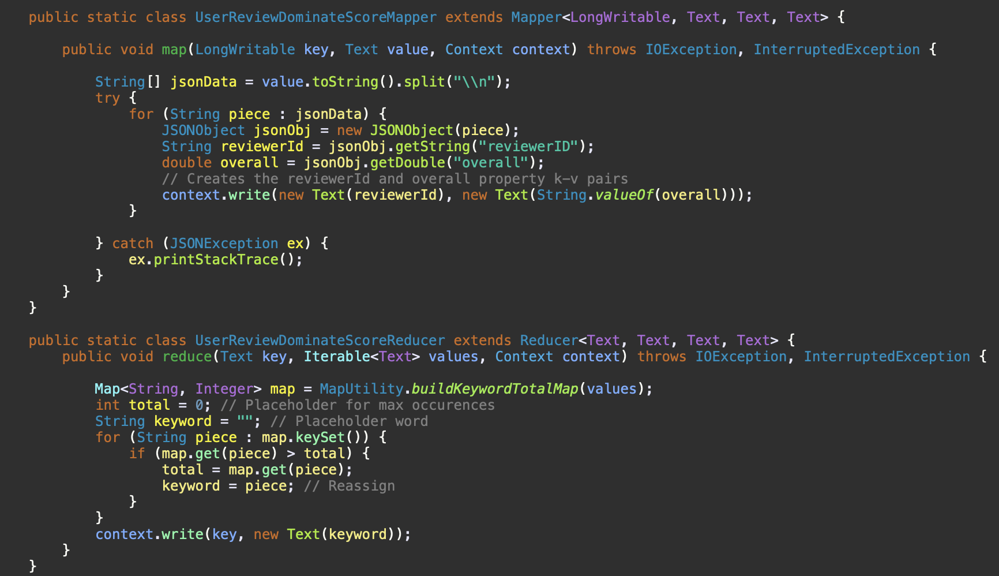 public static class UserReviewDominateScoreMapper extends Mapper<LongWritable, Text, Text, Text> {
public void map(LongWritable key, Text value, Context context) throws IOException, InterruptedException {
String[] jsonData = value.toString().split("\\n");
try {
for (String piece : jsonData) {
JSONObject jsonObj = new JSONObject(piece);
String reviewerId = jsonObj.getString("reviewerID");
double overall = jsonObj.getDouble("overall");
// Creates the reviewerId and overall property k-v pairs
context.write(new Text(reviewerId), new Text(String.valueOf(overall)));
}
} catch (JSONException ex) {
ex.printStackTrace();
}
}
}
public static class UserReviewDominateScoreReducer extends Reducer<Text, Text, Text, Text> {
public void reduce(Text key, Iterable<Text> values, Context context) throws IOException, InterruptedException {
Map<String, Integer> map = MapUtility.buildKeywordTotalMap(values);
int total = 0; // Placeholder for max occurences
String keyword = ""; // Placeholder word
for (String piece : map.keySet()) {
if (map.get(piece) > total) {
total = map.get(piece);
keyword = piece; // Reassign
}
}
context.write(key, new Text(keyword));
}
}